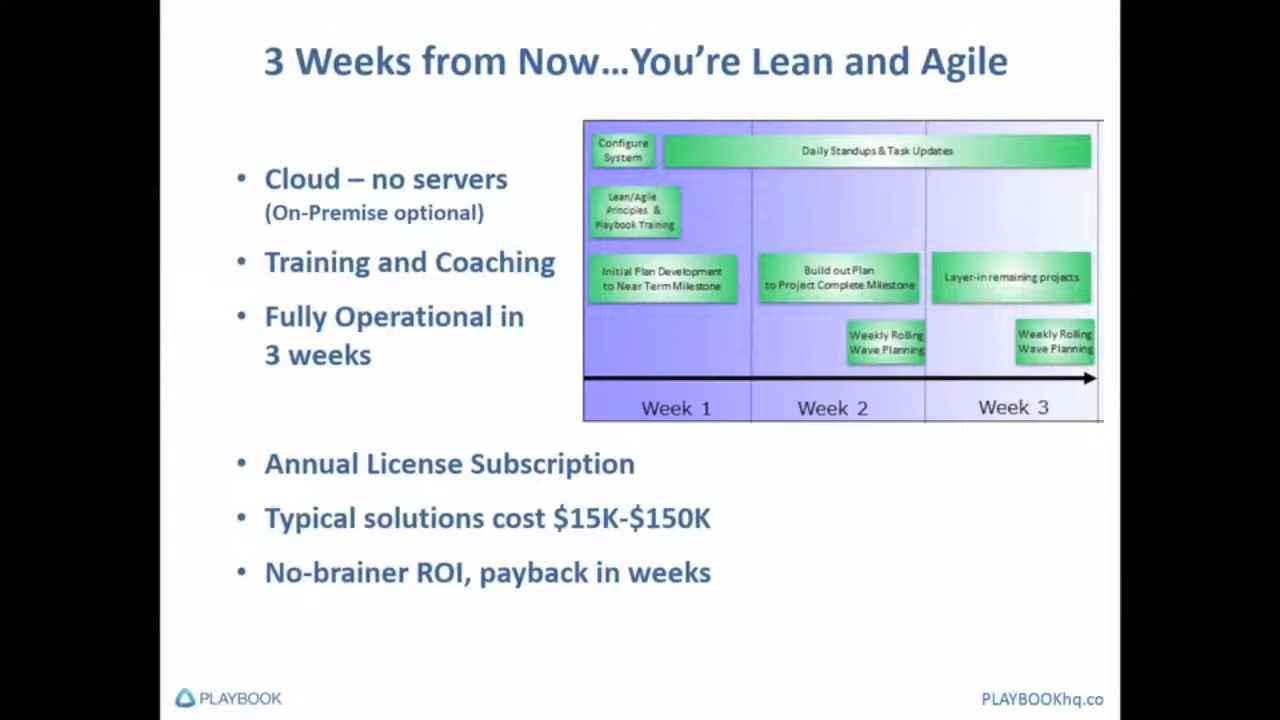 3 Weeks from Now...You're Lean and Agile
• Cloud – no servers
(On-Premise optional)
• Training and Coaching
• Fully Operational in
3 weeks
Configure
System
Daily Standups & Task Updates
Lean/Agile
Principles &
Playbook Training
Initial Plan Development
to Near Term Milestone
Build out Plan
to Project Complete Milestone
Layer-in remaining projects
Weekly Rolling
Wave Planning
Weekly Rolling
Wave Planning
Week 1
Week 2
Week 3
• Annual License Subscription
• Typical solutions cost $15K-$150K
• No-brainer ROI, payback in weeks
PLAYBOOK
PLAYBOOKhq.co